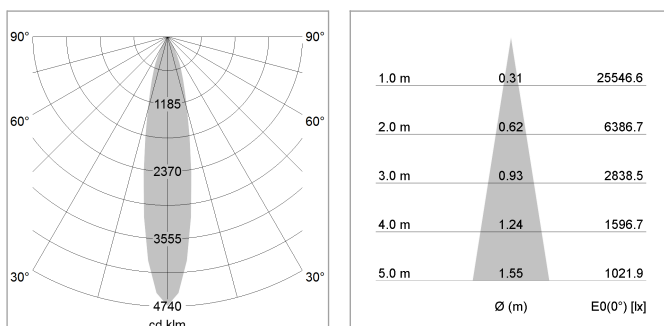 90° 90°
1185
60° 60°
2370
3555
30° 30°
4740
cd klm
1.0 m 0.31 25546.6
2.0 m 0.62 6386.7
3.0 m 0.93 2838.5
4.0 m 1.24 1596.7
5.0 m 1.55 1021.9
Ø (m) E0(0°) [lx]